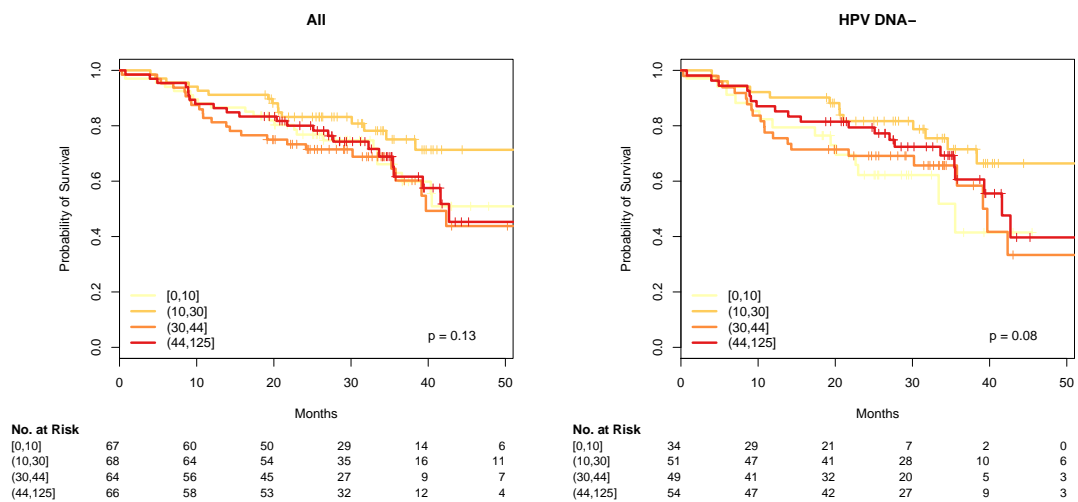 All
Probability of Survival
1.0
0.8
0.6
0.4
0.2
0.0
[0,10]
(10,30]
(30,44]
(44,125]
p = 0.13
0 10 20 30 40 50
Months
No. at Risk
[0,10] 67 60 50 29 14 6
(10,30] 68 64 54 35 16 11
(30,44] 64 56 45 27 9 7
(44,125] 66 58 53 32 12 4
HPV DNA−
Probability of Survival
1.0
0.8
0.6
0.4
0.2
0.0
[0,10]
(10,30]
(30,44]
(44,125]
p = 0.08
0 10 20 30 40 50
Months
No. at Risk
[0,10] 34 29 21 7 2 0
(10,30] 51 47 41 28 10 6
(30,44] 49 41 32 20 5 3
(44,125] 54 47 42 27 9 3